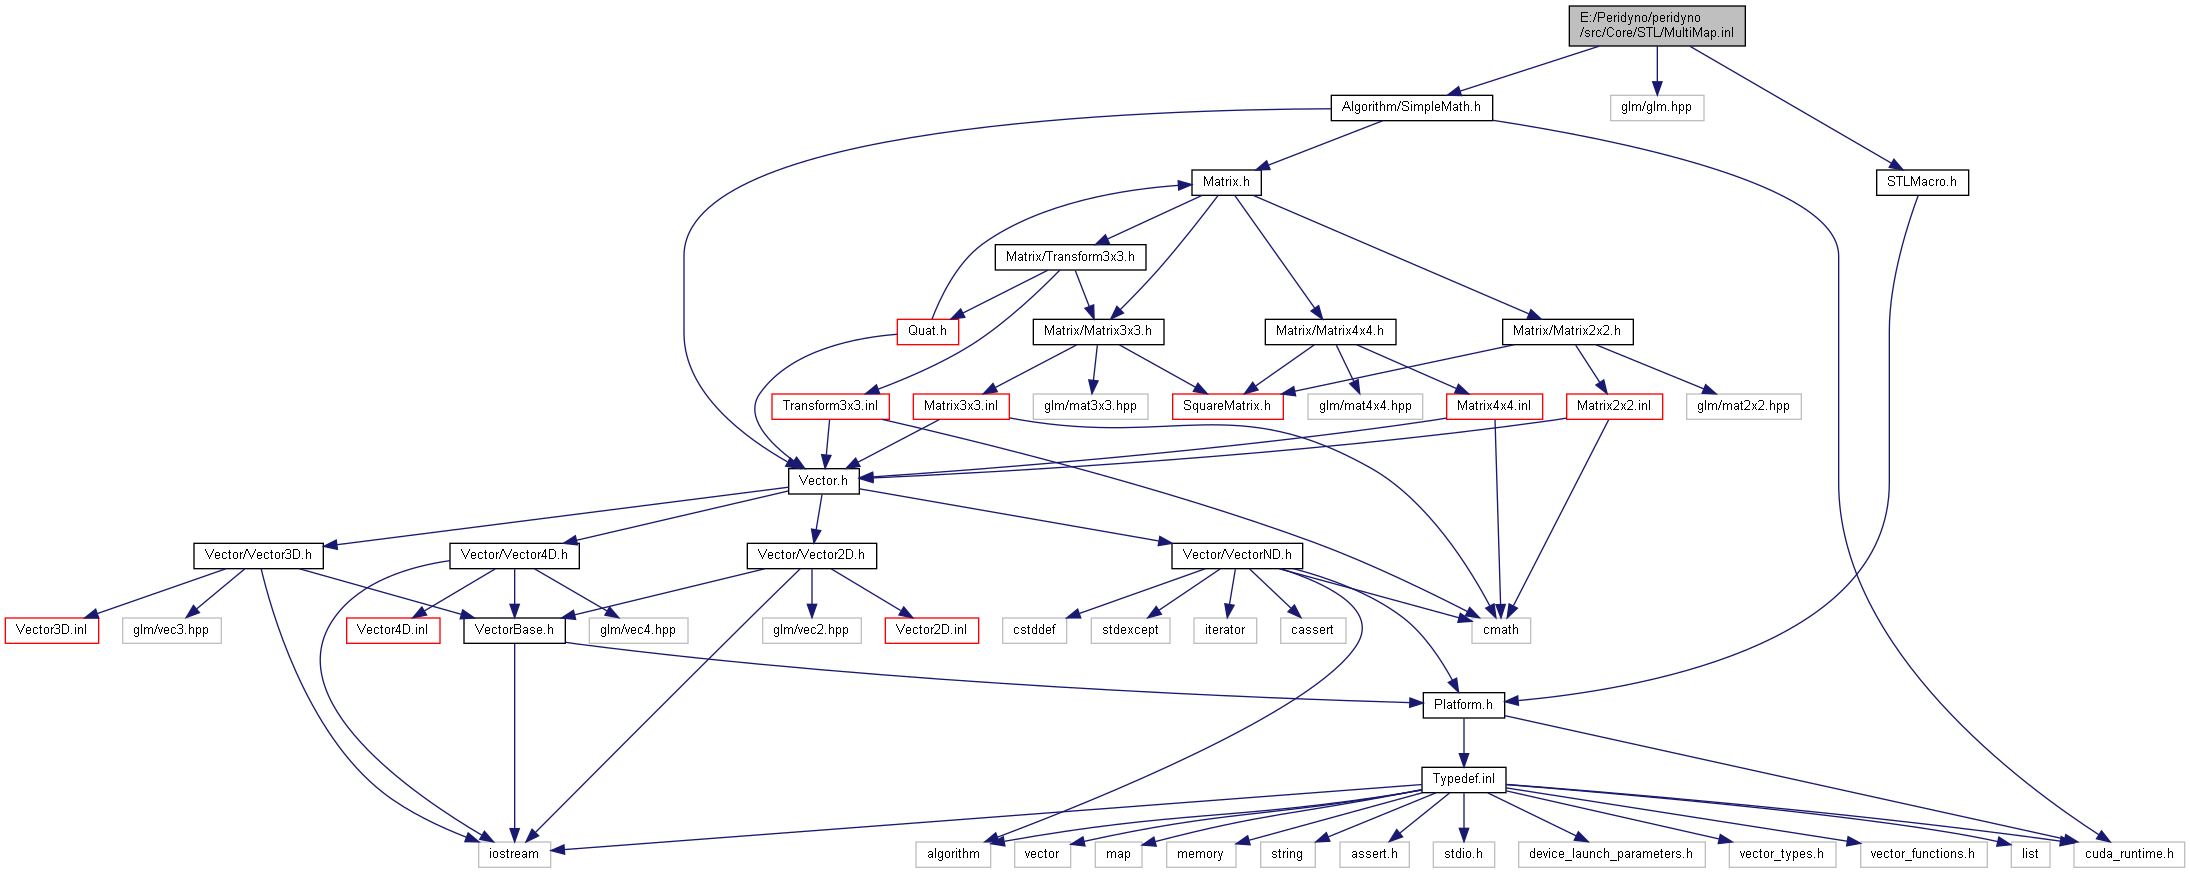 E:/Peridyno/peridyno
/src/Core/STL/MultiMap.inl
Algorithm/SimpleMath.h
glm/glm.hpp
Matrix.h
STLMacro.h
Matrix/Transform3x3.h
Quat.h
Matrix/Matrix3x3.h
Matrix/Matrix4x4.h
Matrix/Matrix2x2.h
Transform3x3.inl
Matrix3x3.inl
glm/mat3x3.hpp
SquareMatrix.h
glm/mat4x4.hpp
Matrix4x4.inl
Matrix2x2.inl
glm/mat2x2.hpp
Vector.h
Vector/Vector3D.h
Vector/Vector4D.h
Vector/Vector2D.h
Vector/VectorND.h
Vector3D.inl
glm/vec3.hpp
Vector4D.inl
VectorBase.h
glm/vec4.hpp
glm/vec2.hpp
Vector2D.inl
cstddef
stdexcept
iterator
cassert
cmath
Platform.h
Typedef.inl
iostream
algorithm
vector
map
memory
string
assert.h
stdio.h
device_launch_parameters.h
vector_types.h
vector_functions.h
list
cuda_runtime.h